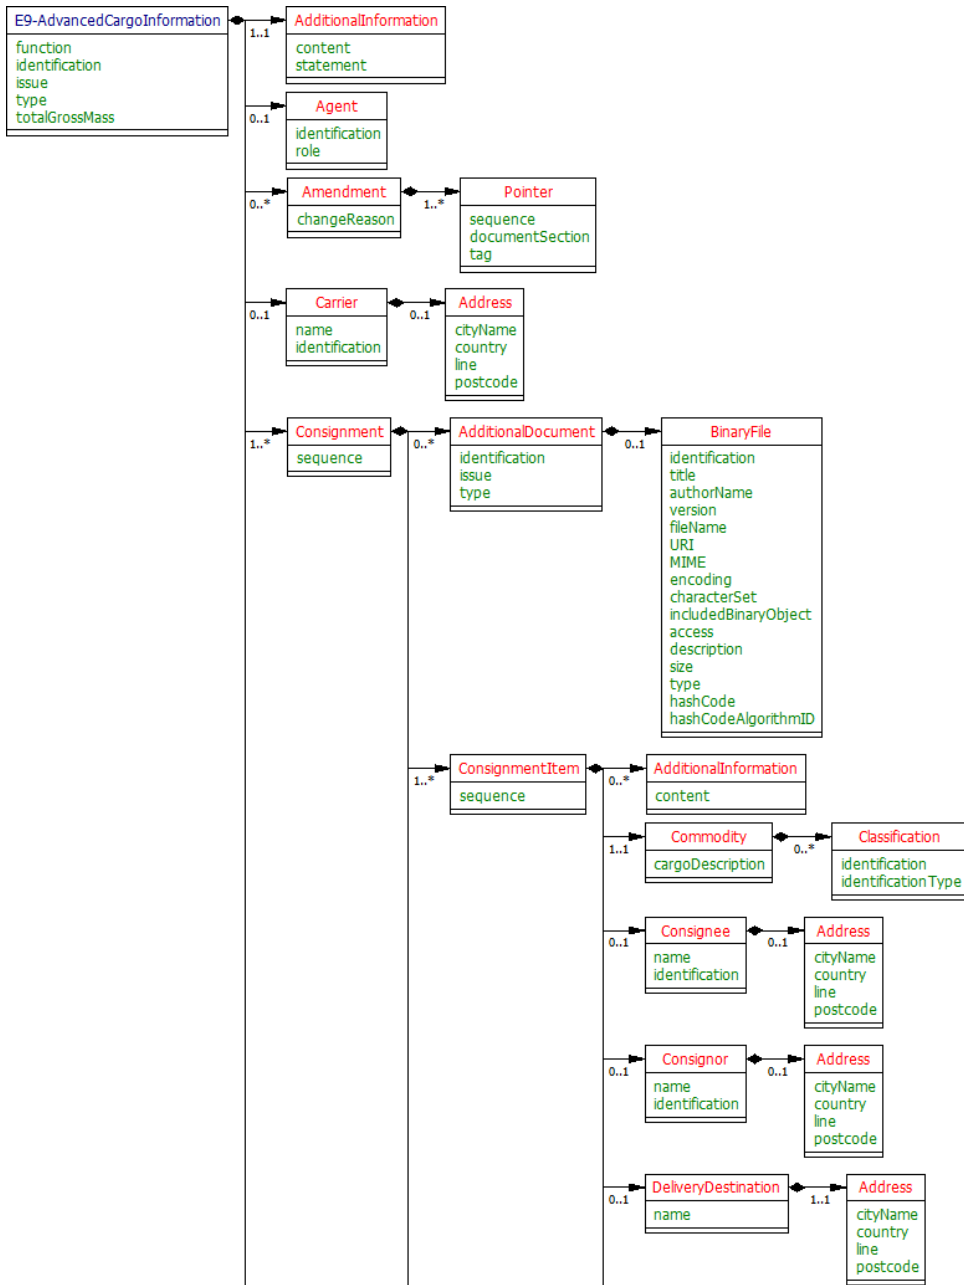 E9-AdvancedCargoInformation
function
identification
issue
type
totalGrossMass
1..1
AdditionalInformation
content
statement
0..1
Agent
identification
role
0..*
Amendment
changeReason
1..*
Pointer
sequence
documentSection
tag
0..1
Carrier
name
identification
0..1
Address
cityName
country
line
postcode
1..*
Consignment
sequence
0..*
AdditionalDocument
identification
issue
type
0..1
BinaryFile
identification
title
authorName
version
fileName
URI
MIME
encoding
characterSet
includedBinaryObject
access
description
size
type
hashCode
hashCodeAlgorithmID
1..*
ConsignmentItem
sequence
0..*
AdditionalInformation
content
1..1
Commodity
cargoDescription
0..*
Classification
identification
identificationType
0..1
Consignee
name
identification
0..1
Address
cityName
country
line
postcode
0..1
Consignor
name
identification
0..1
Address
cityName
country
line
postcode
0..1
DeliveryDestination
name
1..1
Address
cityName
country
line
postcode